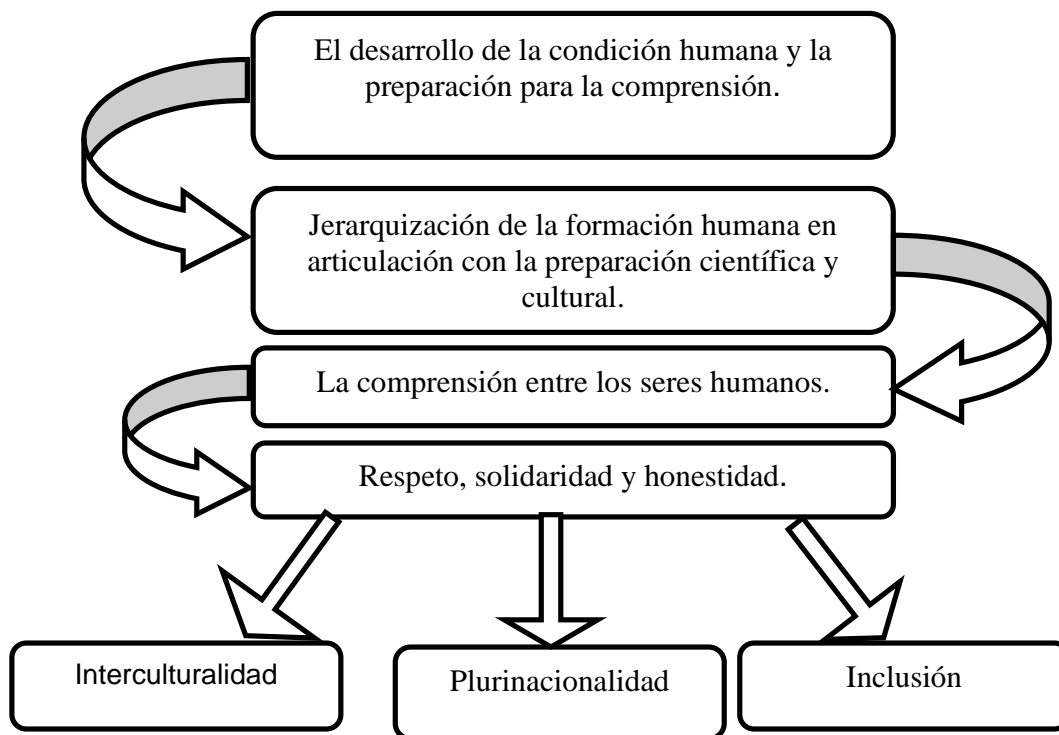 El desarrollo de la condición humana y la
preparación para la comprensión.
Jerarquización de la formación humana en
articulación con la preparación científica y
cultural.
La comprensión entre los seres humanos.
Respeto, solidaridad y honestidad.
Interculturalidad
Plurinacionalidad
Inclusión